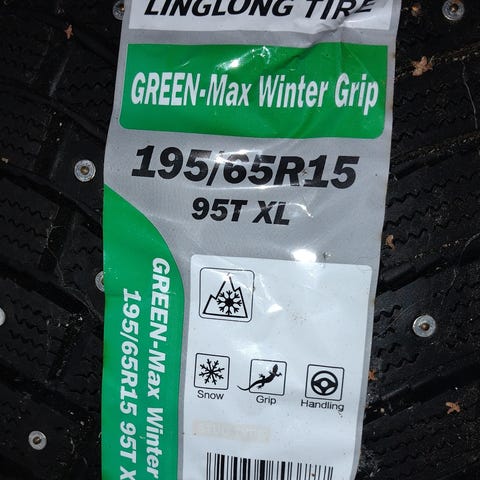 LINGLONG TIRE
GREEN-Max Winter Grip
195/65R15
95T XL
Snow
Grip
Handling
GREEN-Max Winter
195/65R15 95T X